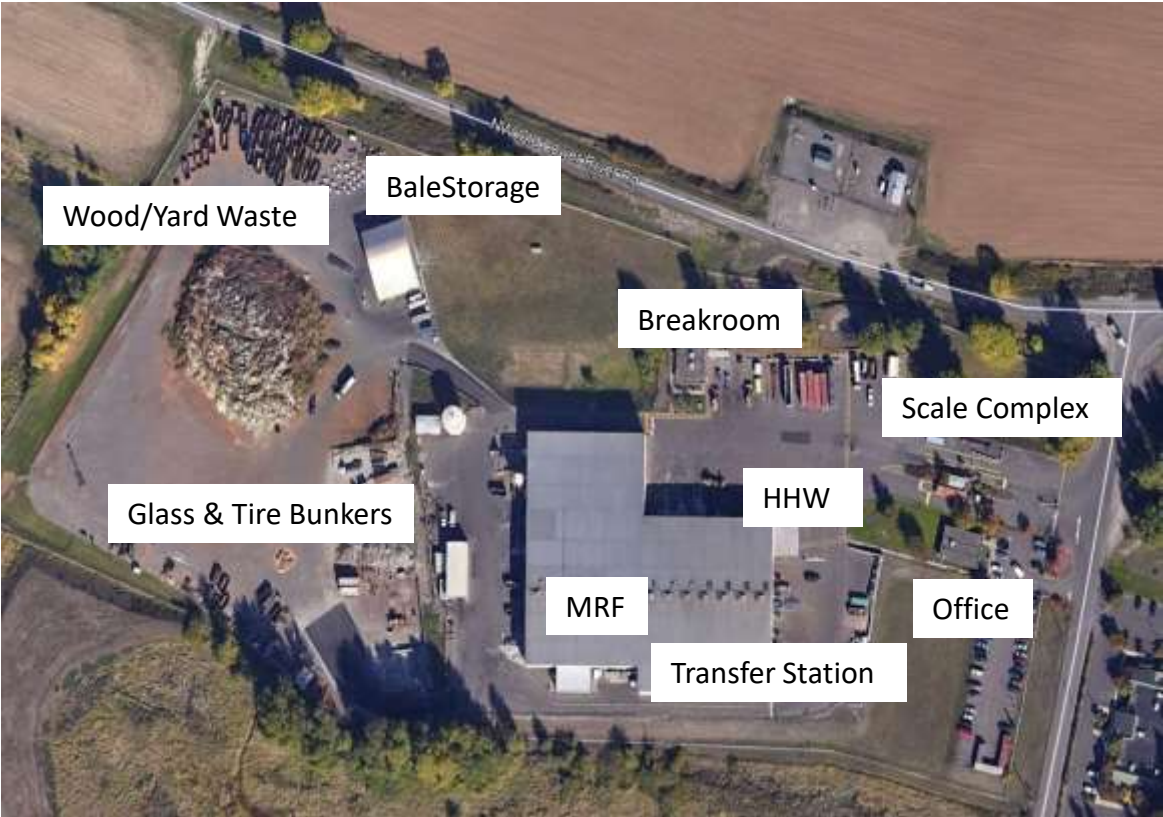 BaleStorage
Wood/Yard Waste
Breakroom
Scale Complex
HHW
Glass & Tire Bunkers
MRF
Office
Transfer Station